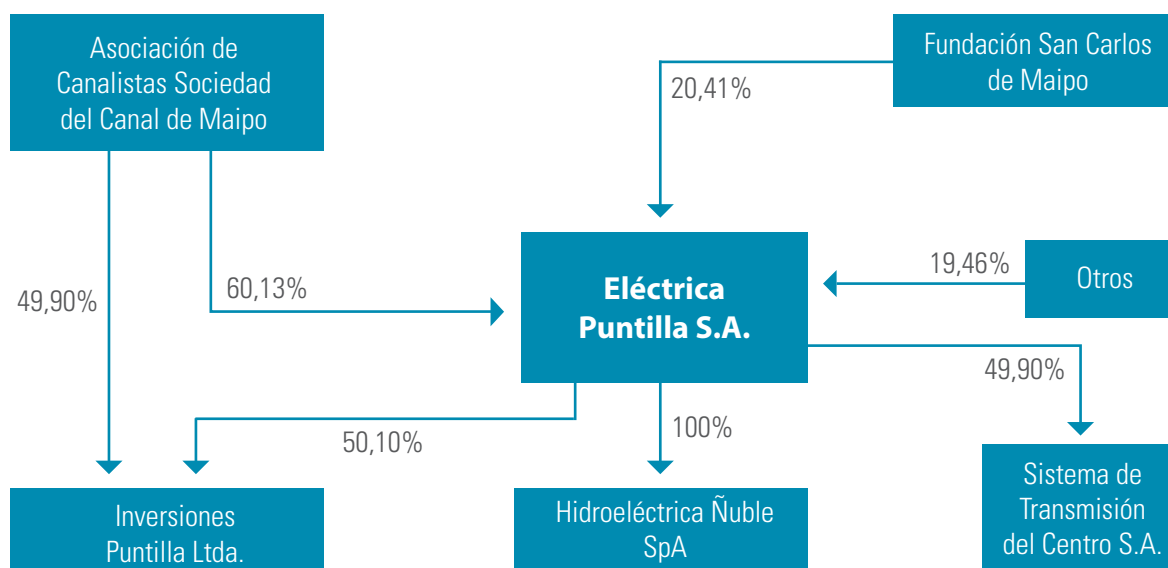 Asociación de
Canalistas Sociedad
del Canal de Maipo
Fundación San Carlos
de Maipo
20,41%
49,90%
60,13%
Eléctrica
Puntilla S.A.
19,46%
Otros
49,90%
50,10%
100%
Inversiones
Puntilla Ltda.
Hidroeléctrica Ñuble
SpA
Sistema de
Transmisión
del Centro S.A.